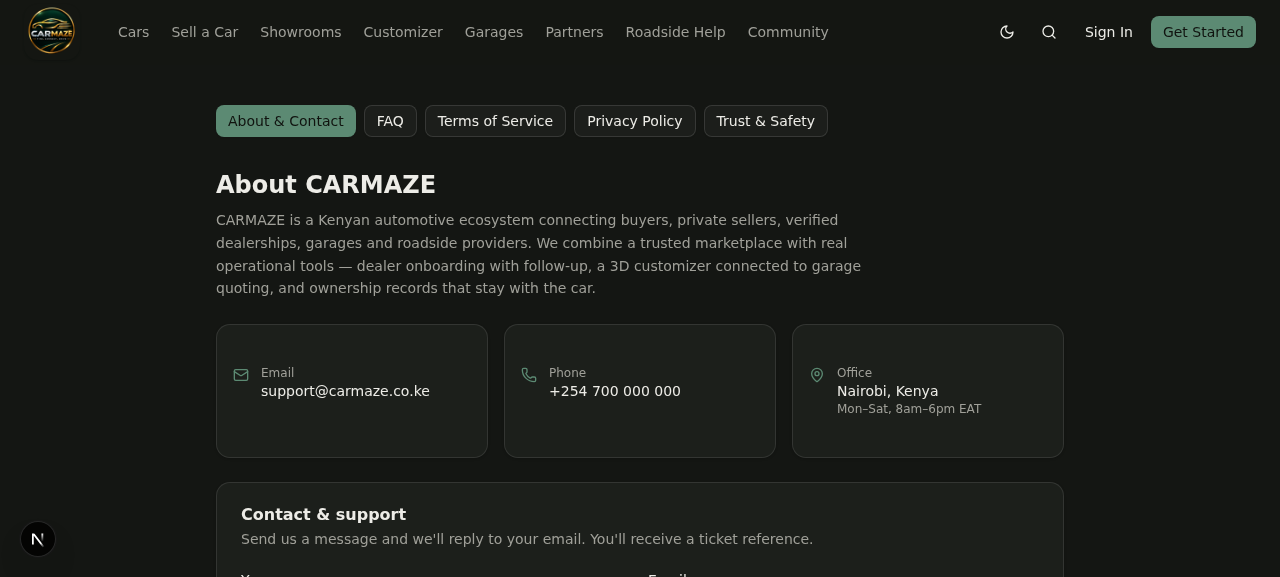 CARMAZE
Cars Sell a Car Showrooms Customizer Garages Partners Roadside Help Community Sign In Get Started
About & Contact FAQ Terms of Service Privacy Policy Trust & Safety
About CARMAZE
CARMAZE is a Kenyan automotive ecosystem connecting buyers, private sellers, verified
dealerships, garages and roadside providers. We combine a trusted marketplace with real
operational tools — dealer onboarding with follow-up, a 3D customizer connected to garage
quoting, and ownership records that stay with the car.
Email
support@carmaze.co.ke
Phone
+254 700 000 000
Office
Nairobi, Kenya
Mon–Sat, 8am–6pm EAT
Contact & support
Send us a message and we'll reply to your email. You'll receive a ticket reference.
Email